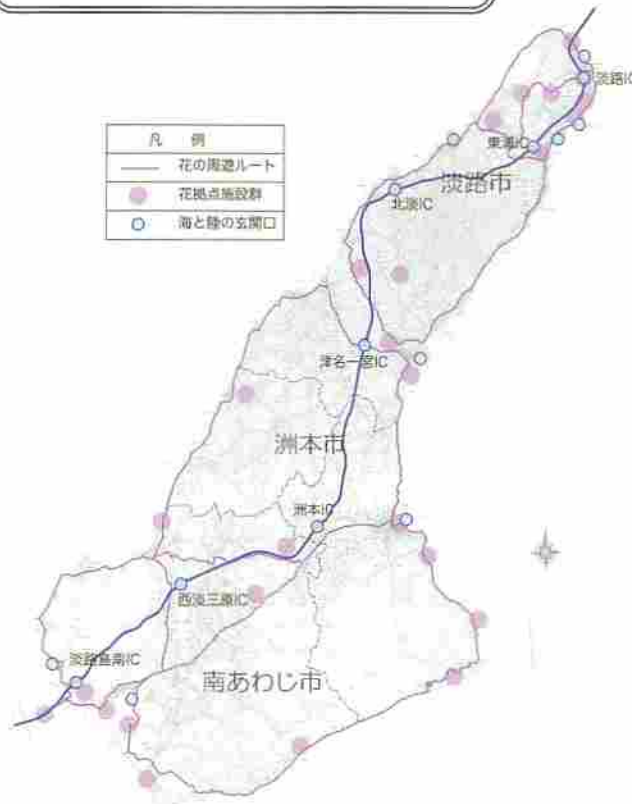 凡 例
花の周遊ルート
花拠点施設群
海と陸の玄関口
淡路IC
東浦IC
淡路市
北淡IC
津名一宮IC
洲本市
洲本IC
西淡三原IC
淡路島南IC
南あわじ市